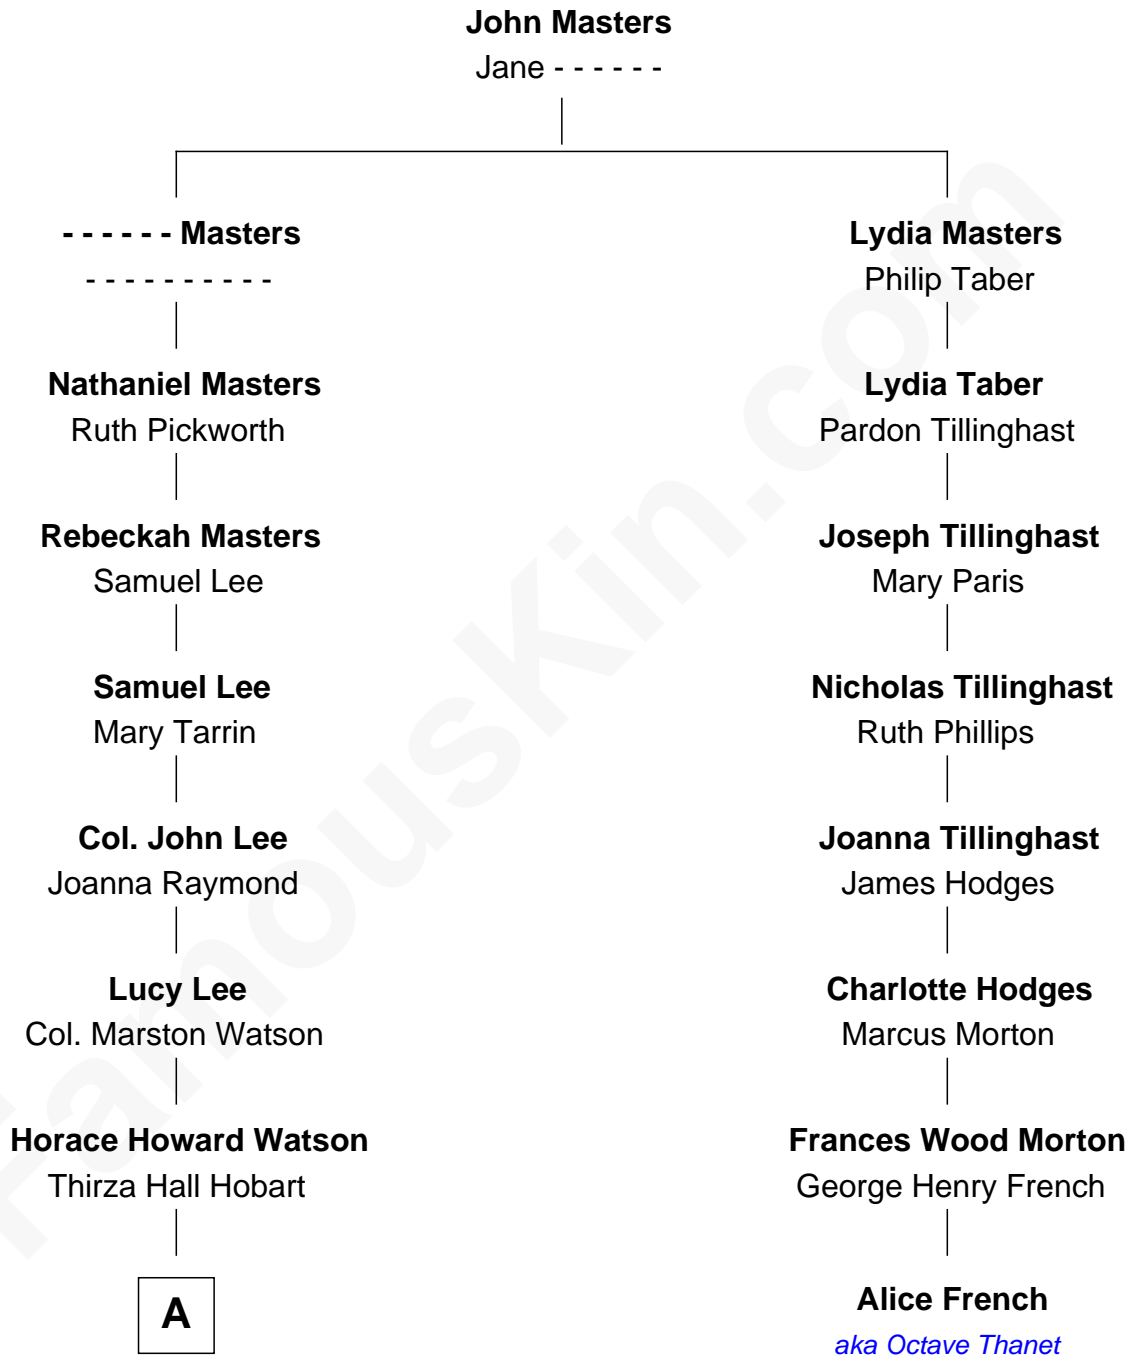 John Masters
Jane - - - - - -
- - - - - - Masters
- - - - - - - - - -
Lydia Masters
Philip Taber
Nathaniel Masters
Ruth Pickworth
Lydia Taber
Pardon Tillinghast
Rebeckah Masters
Samuel Lee
Joseph Tillinghast
Mary Paris
Samuel Lee
Mary Tarrin
Nicholas Tillinghast
Ruth Phillips
Col. John Lee
Joanna Raymond
Joanna Tillinghast
James Hodges
Lucy Lee
Col. Marston Watson
Charlotte Hodges
Marcus Morton
Horace Howard Watson
Thirza Hall Hobart
Frances Wood Morton
George Henry French
A
Alice French
aka Octave Thanet
FamousKin.com